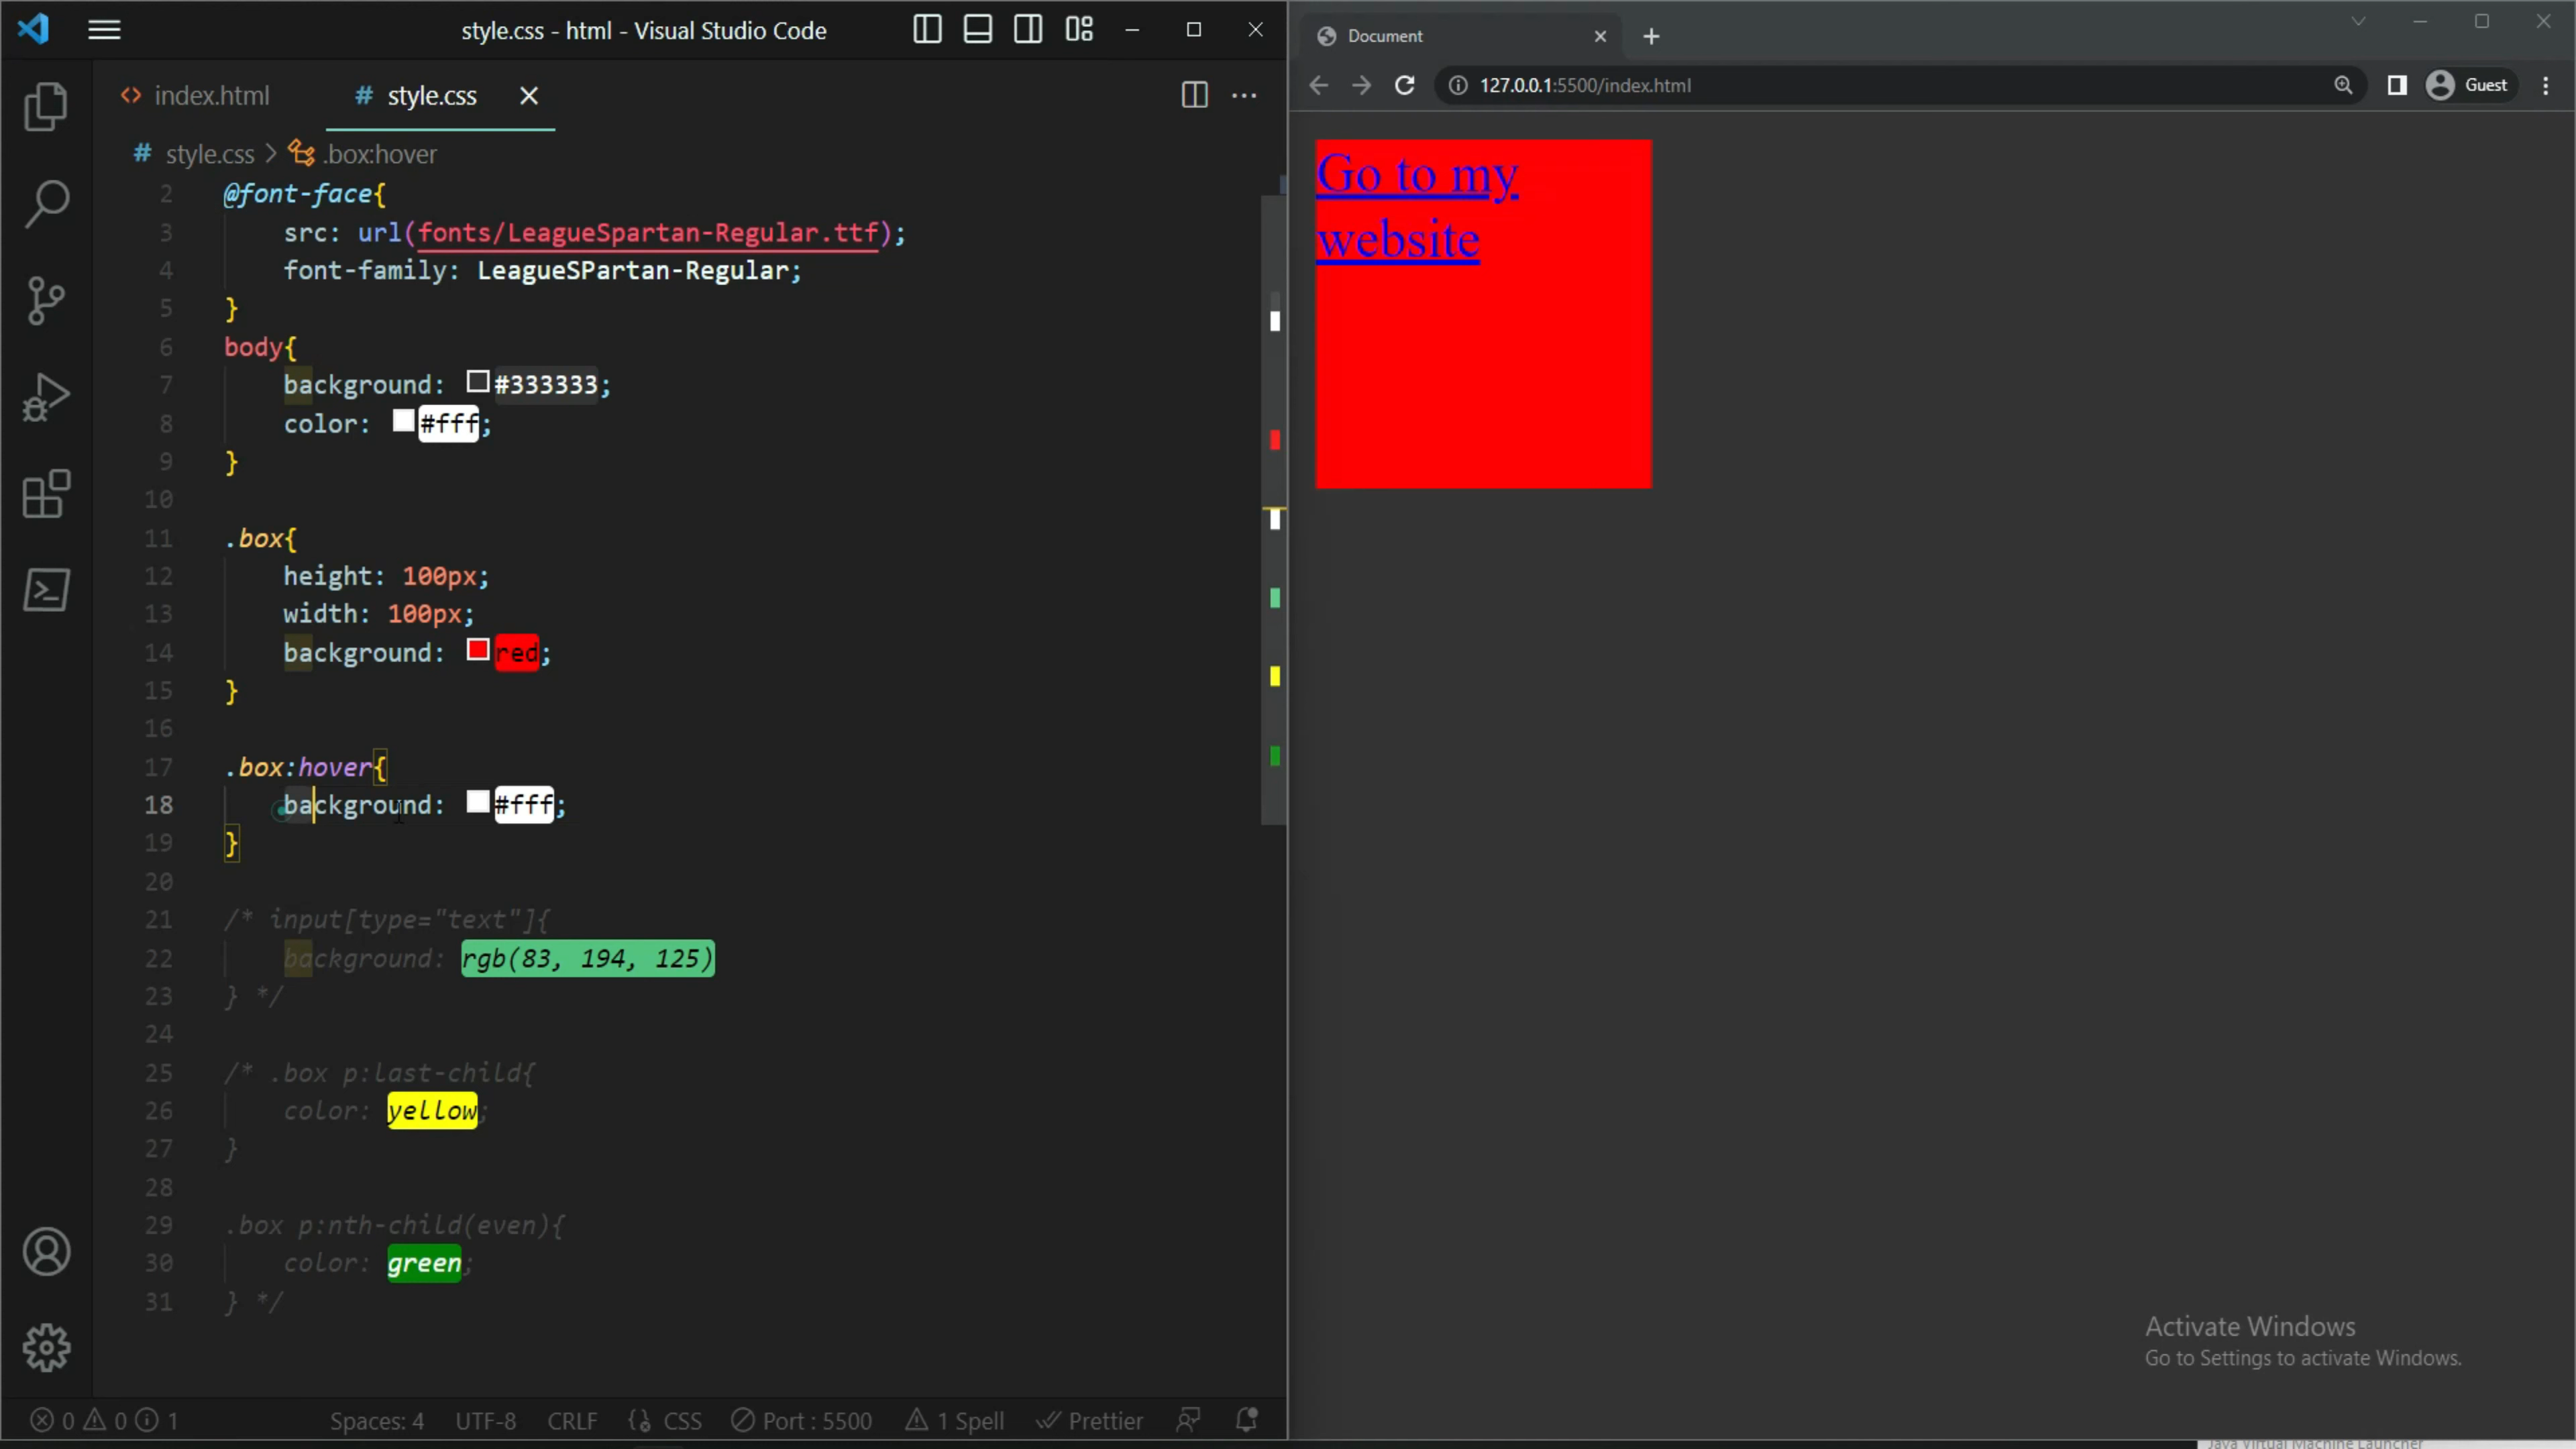 style.css - html - Visual Studio Code
index.html
# style.css
# style.css > .box:hover
2 @font-face{
3 src: url(fonts/LeagueSpartan-Regular.ttf);
4 font-family: LeagueSPartan-Regular;
5 }
6 body{
7 background: #333333;
8 color: #fff;
9 }
10
11 .box{
12 height: 100px;
13 width: 100px;
14 background: red;
15 }
16
17 .box:hover{
18 background: #fff;
19 }
20
21 /* input[type="text"]{
22 background: rgb(83, 194, 125)
23 } */
24
25 /* .box p:last-child{
26 color: yellow;
27 }
28
29 .box p:nth-child(even){
30 color: green;
31 } */
0 0 1 Spaces: 4 UTF-8 CRLF CSS Port : 5500 1 Spell Prettier
Document
127.0.0.1:5500/index.html
Guest
Go to my
website
Activate Windows
Go to Settings to activate Windows.
Java Virtual Machine Launcher